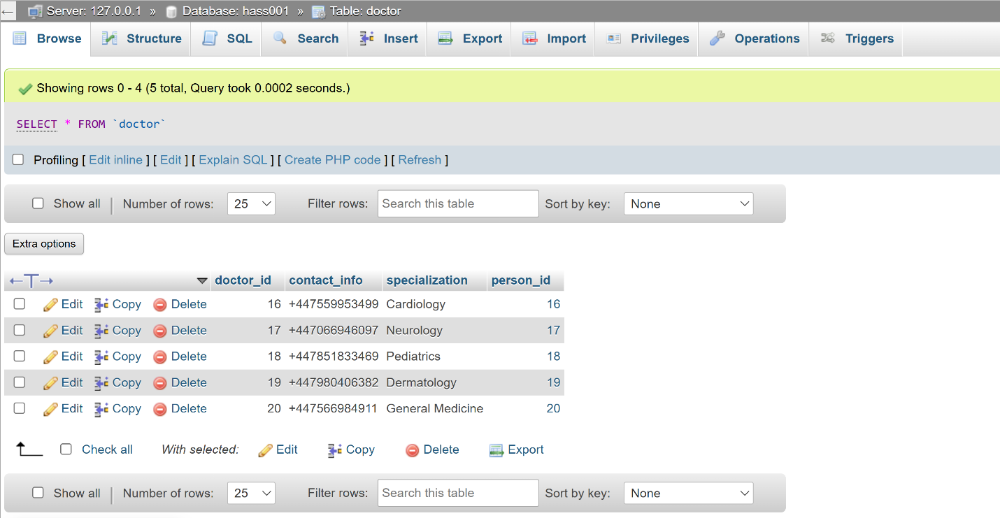 Server: 127.0.0.1 » Database: hass001 » Table: doctor
Browse Structure SQL Search Insert Export Import Privileges Operations Triggers
Showing rows 0 - 4 (5 total, Query took 0.0002 seconds.)
SELECT * FROM `doctor`
Profiling [ Edit inline ] [ Edit ] [ Explain SQL ] [ Create PHP code ] [ Refresh ]
Show all | Number of rows: 25 Filter rows: Search this table Sort by key: None
Extra options
←T→ doctor_id contact_info specialization person_id
Edit Copy Delete 16 +447559953499 Cardiology 16
Edit Copy Delete 17 +447066946097 Neurology 17
Edit Copy Delete 18 +447851833469 Pediatrics 18
Edit Copy Delete 19 +447980406382 Dermatology 19
Edit Copy Delete 20 +447566984911 General Medicine 20
Check all With selected: Edit Copy Delete Export
Show all | Number of rows: 25 Filter rows: Search this table Sort by key: None